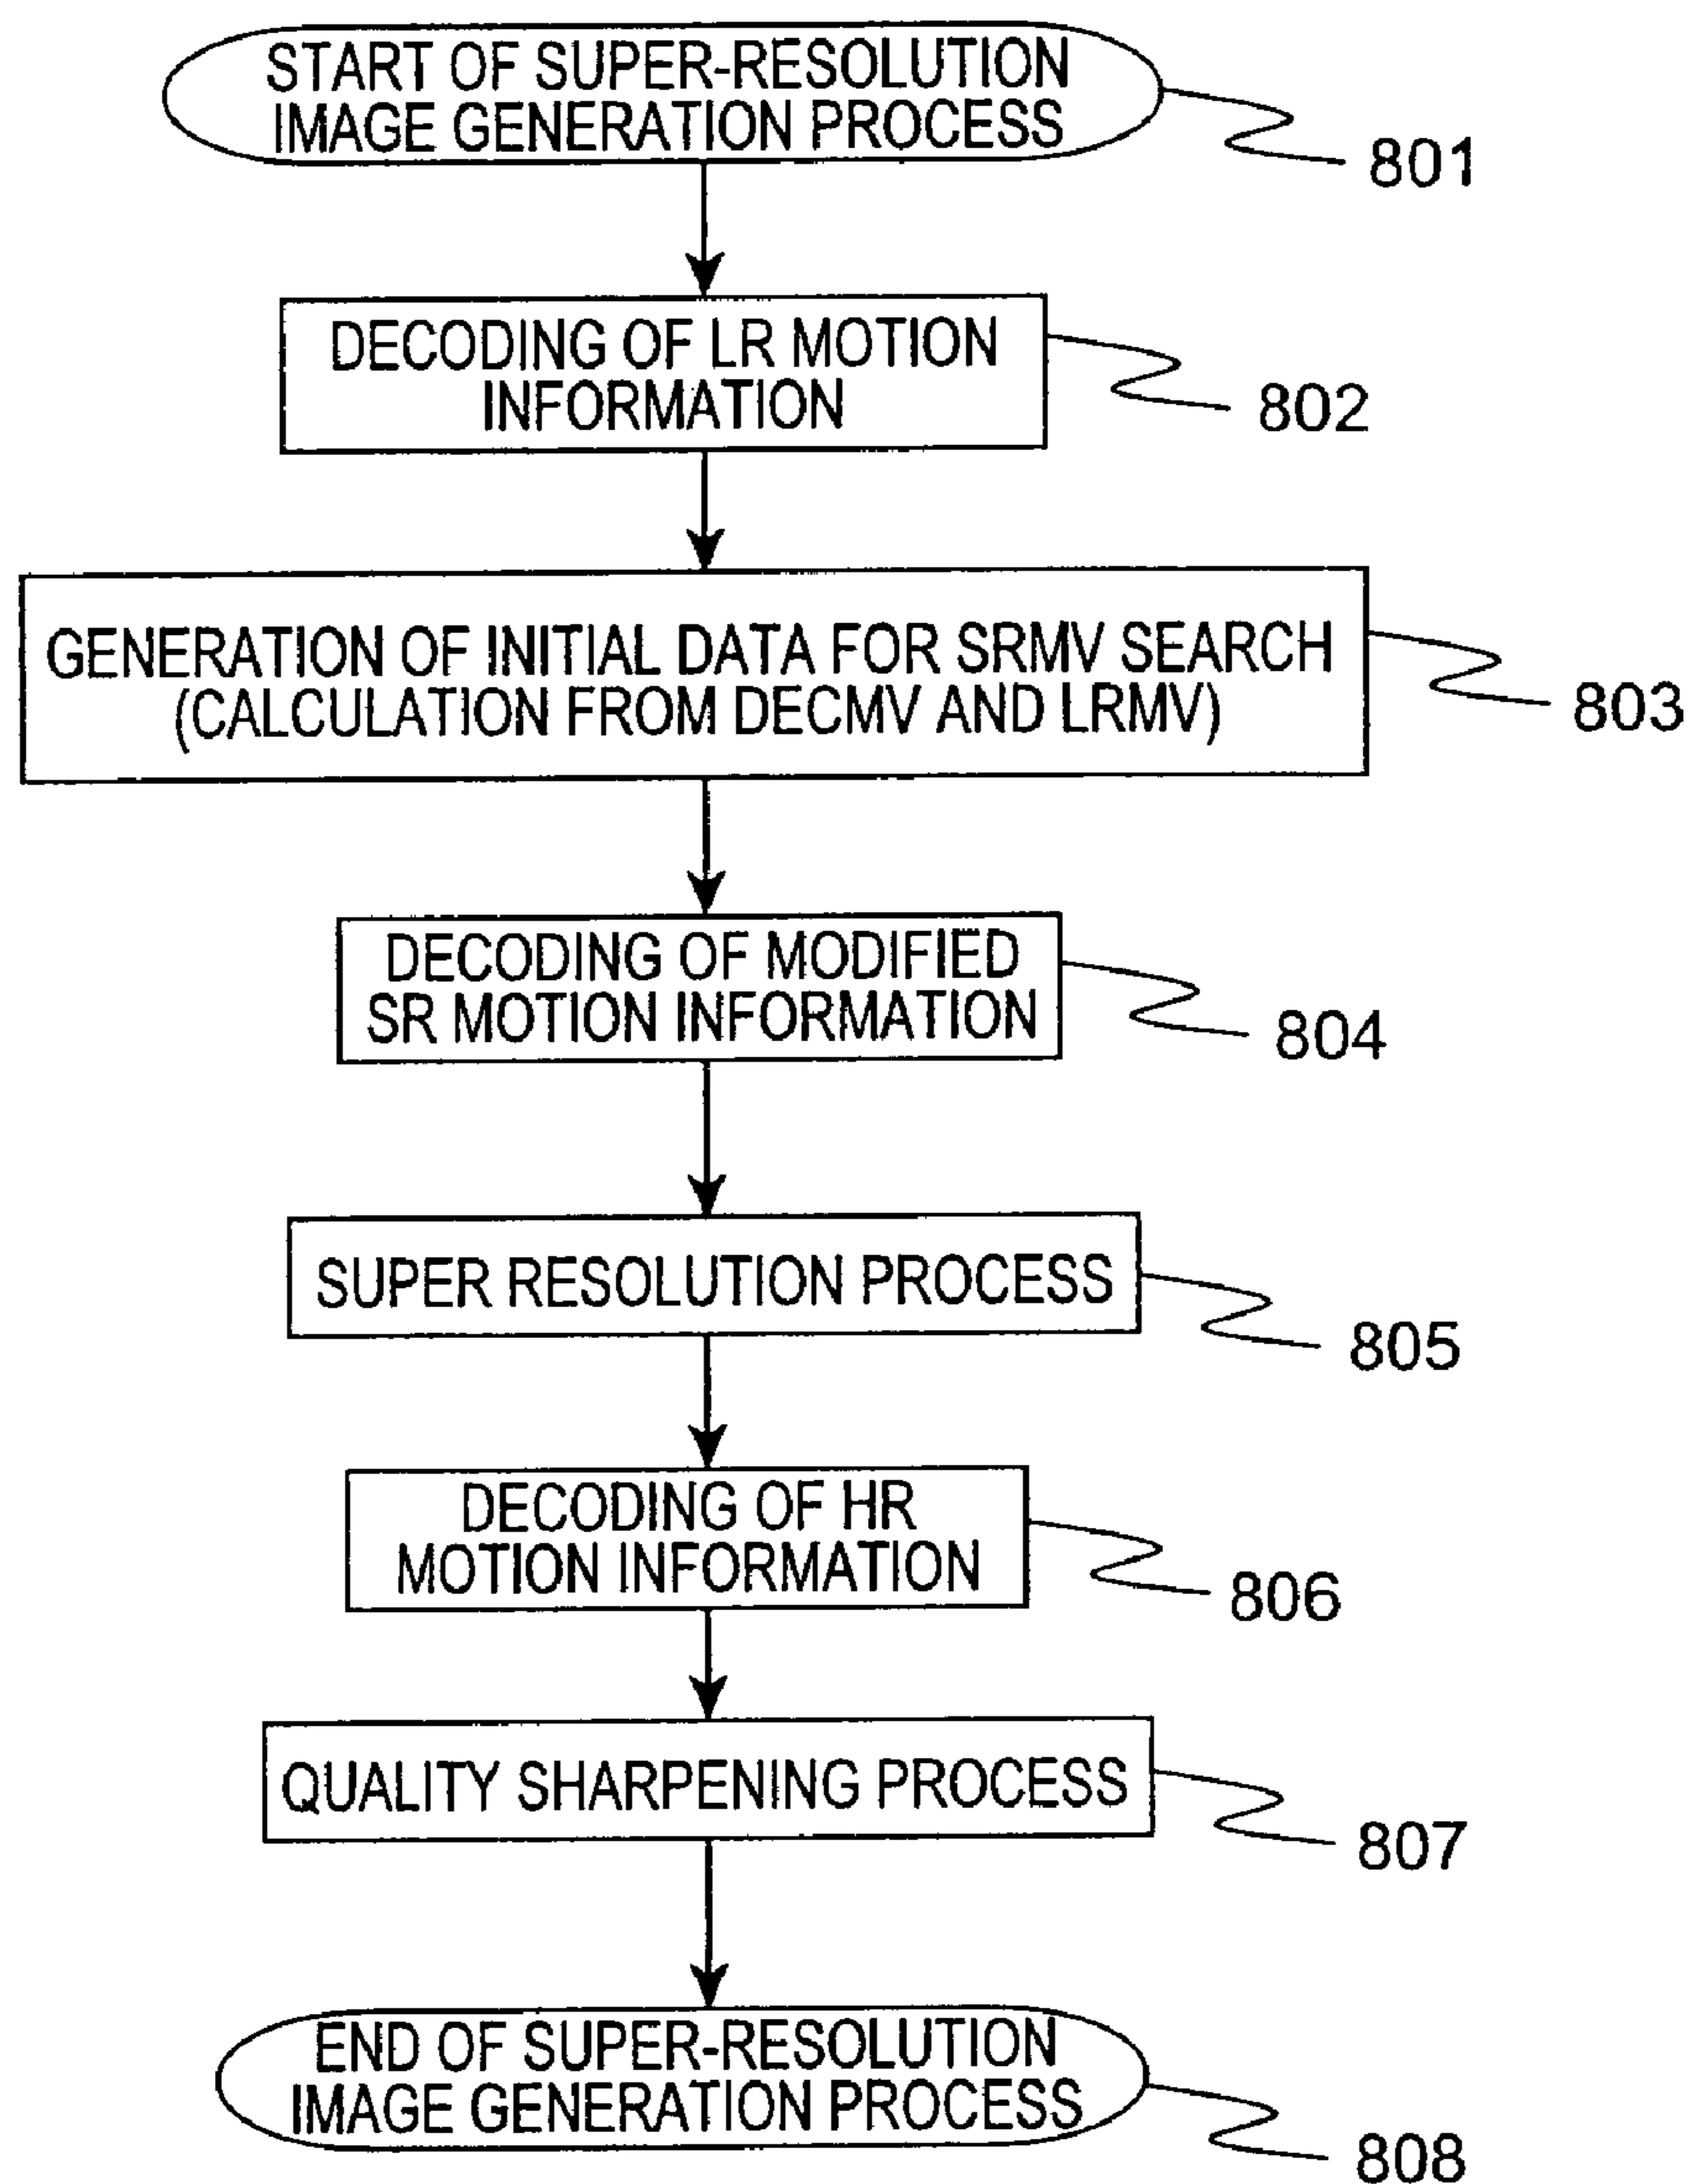 START OF SUPER-RESOLUTION
IMAGE GENERATION PROCESS
801
DECODING OF LR MOTION
INFORMATION
802
GENERATION OF INITIAL DATA FOR SRMV SEARCH
(CALCULATION FROM DECMV AND LRMV)
803
DECODING OF MODIFIED
SR MOTION INFORMATION
804
SUPER RESOLUTION PROCESS
805
DECODING OF HR
MOTION INFORMATION
806
QUALITY SHARPENING PROCESS
807
END OF SUPER-RESOLUTION
IMAGE GENERATION PROCESS
808